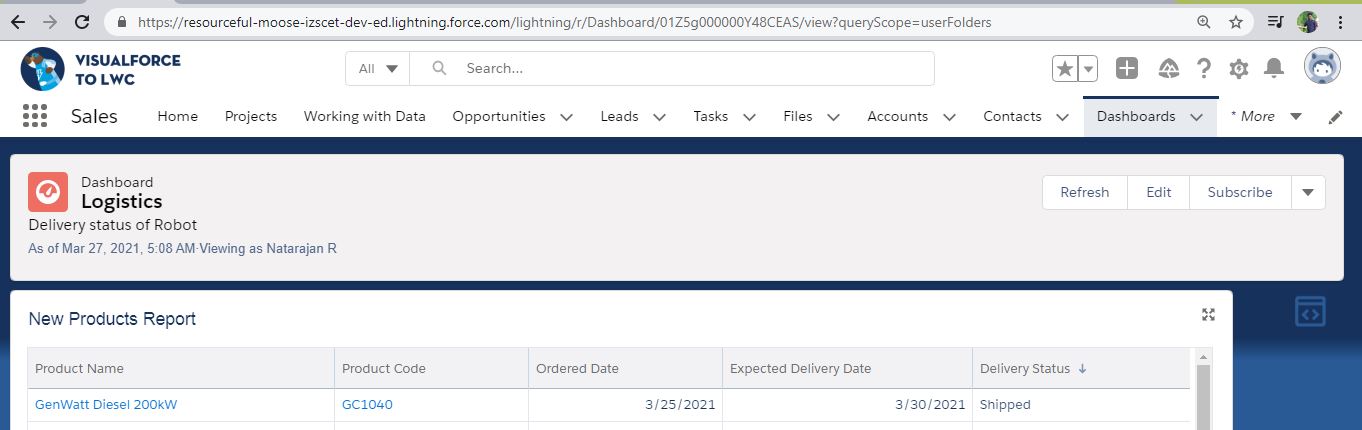 https://resourceful-moose-izscet-dev-ed.lightning.force.com/lightning/r/Dashboard/01Z5g000000Y48CEAS/view?queryScope=userFolders
VISUALFORCE
TO LWC
All Search...
Sales Home Projects Working with Data Opportunities Leads Tasks Files Accounts Contacts Dashboards * More
Dashboard
Logistics
Refresh Edit Subscribe
Delivery status of Robot
As of Mar 27, 2021, 5:08 AM·Viewing as Natarajan R
New Products Report
Product Name Product Code Ordered Date Expected Delivery Date Delivery Status
GenWatt Diesel 200kW GC1040 3/25/2021 3/30/2021 Shipped